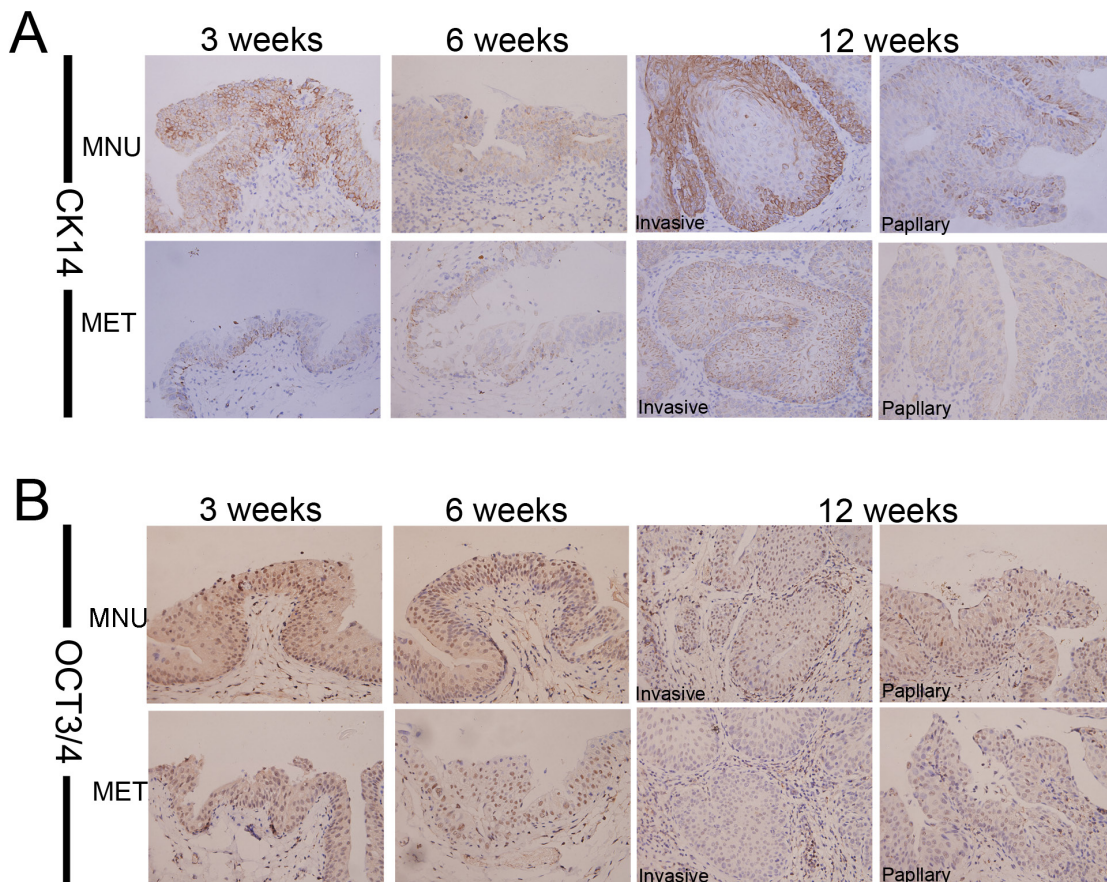 A
3 weeks
6 weeks
12 weeks
CK14
MNU
Invasive
Papllary
MET
Invasive
Papllary
B
3 weeks
6 weeks
12 weeks
OCT3/4
MNU
Invasive
Papllary
MET
Invasive
Papllary